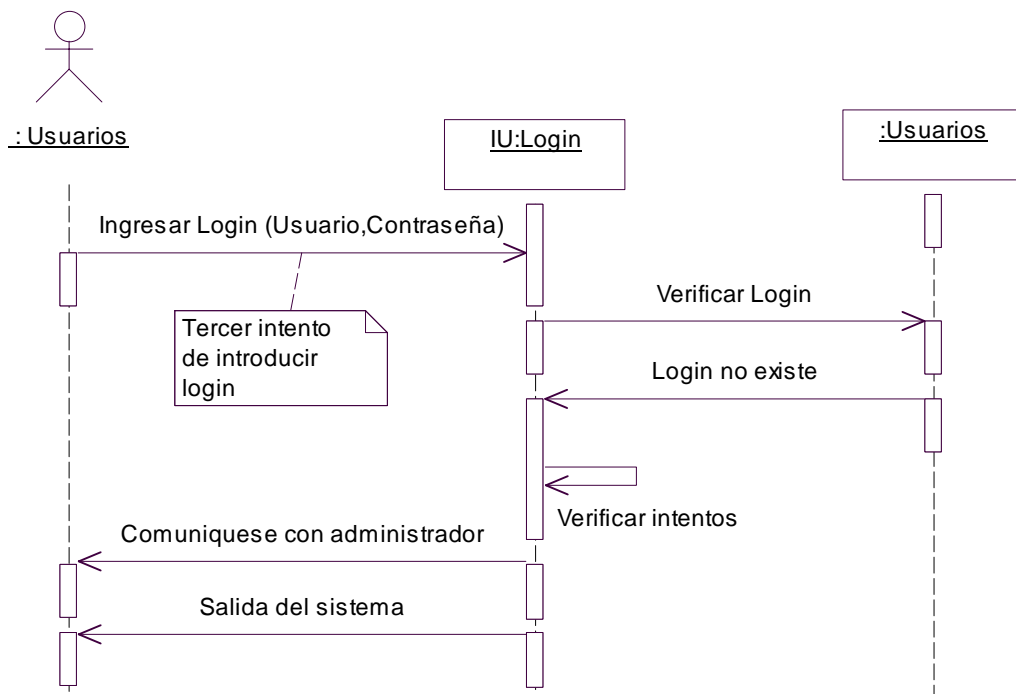 : Usuarios
IU:Login
:Usuarios
Ingresar Login (Usuario,Contraseña)
Tercer intento
de introducir
login
Verificar Login
Login no existe
Verificar intentos
Comuniquese con administrador
Salida del sistema